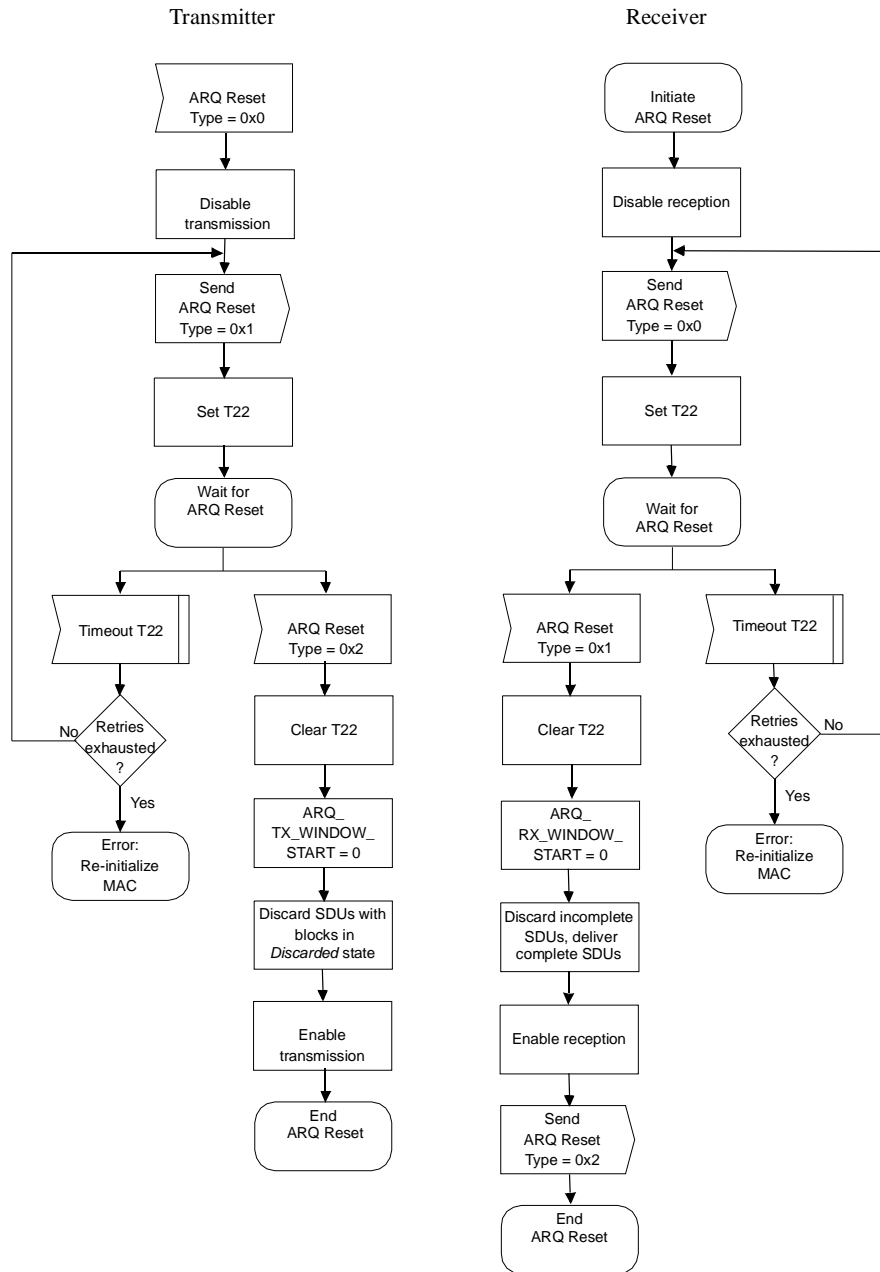 Transmitter
ARQ Reset
Type = 0x0
Disable
transmission
Send
ARQ Reset
Type = 0x1
Set T22
Wait for
ARQ Reset
Timeout T22
ARQ Reset
Type = 0x2
No
Retries
exhausted
?
Yes
Error:
Re-initialize
MAC
Clear T22
ARQ_
TX_WINDOW_
START = 0
Discard SDUs with
blocks in
Discarded state
Enable
transmission
End
ARQ Reset
Receiver
Initiate
ARQ Reset
Disable reception
Send
ARQ Reset
Type = 0x0
Set T22
Wait for
ARQ Reset
ARQ Reset
Type = 0x1
Timeout T22
Clear T22
ARQ_
RX_WINDOW_
START = 0
Discard incomplete
SDUs, deliver
complete SDUs
Enable reception
Send
ARQ Reset
Type = 0x2
End
ARQ Reset
Retries
exhausted
?
No
Yes
Error:
Re-initialize
MAC